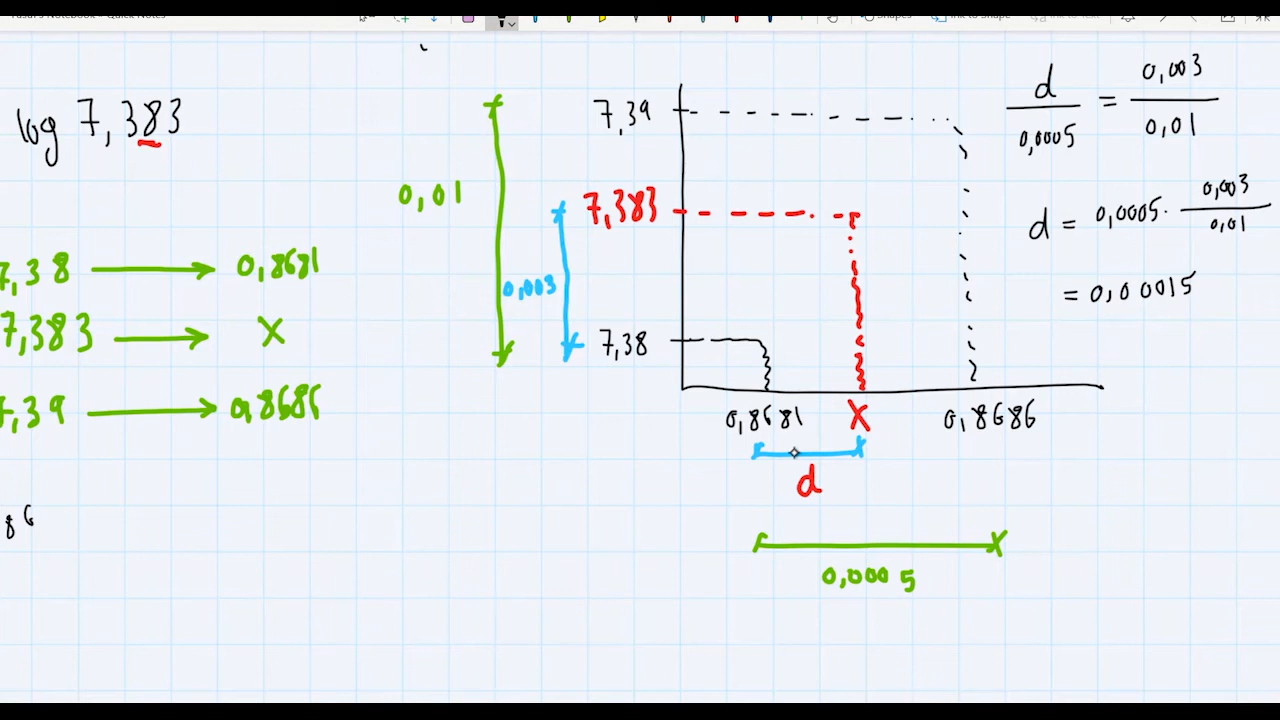 log 7,383
7,38 → 0,8681
7,383 → X
7,39 → 0,8686
86
0,01
0,003
7,39
7,383
7,38
0,8681 X 0,8686
d
0,0005
d / 0,0005 = 0,003 / 0,01
d = 0,0005 · 0,003 / 0,01
= 0,00015